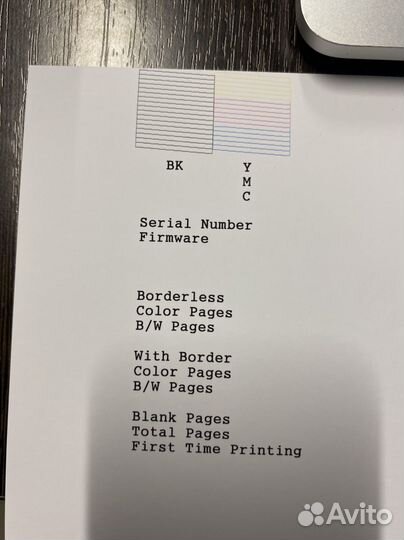 BK
Y
M
C
Serial Number
Firmware
Borderless
Color Pages
B/W Pages
With Border
Color Pages
B/W Pages
Blank Pages
Total Pages
First Time Printing
Avito